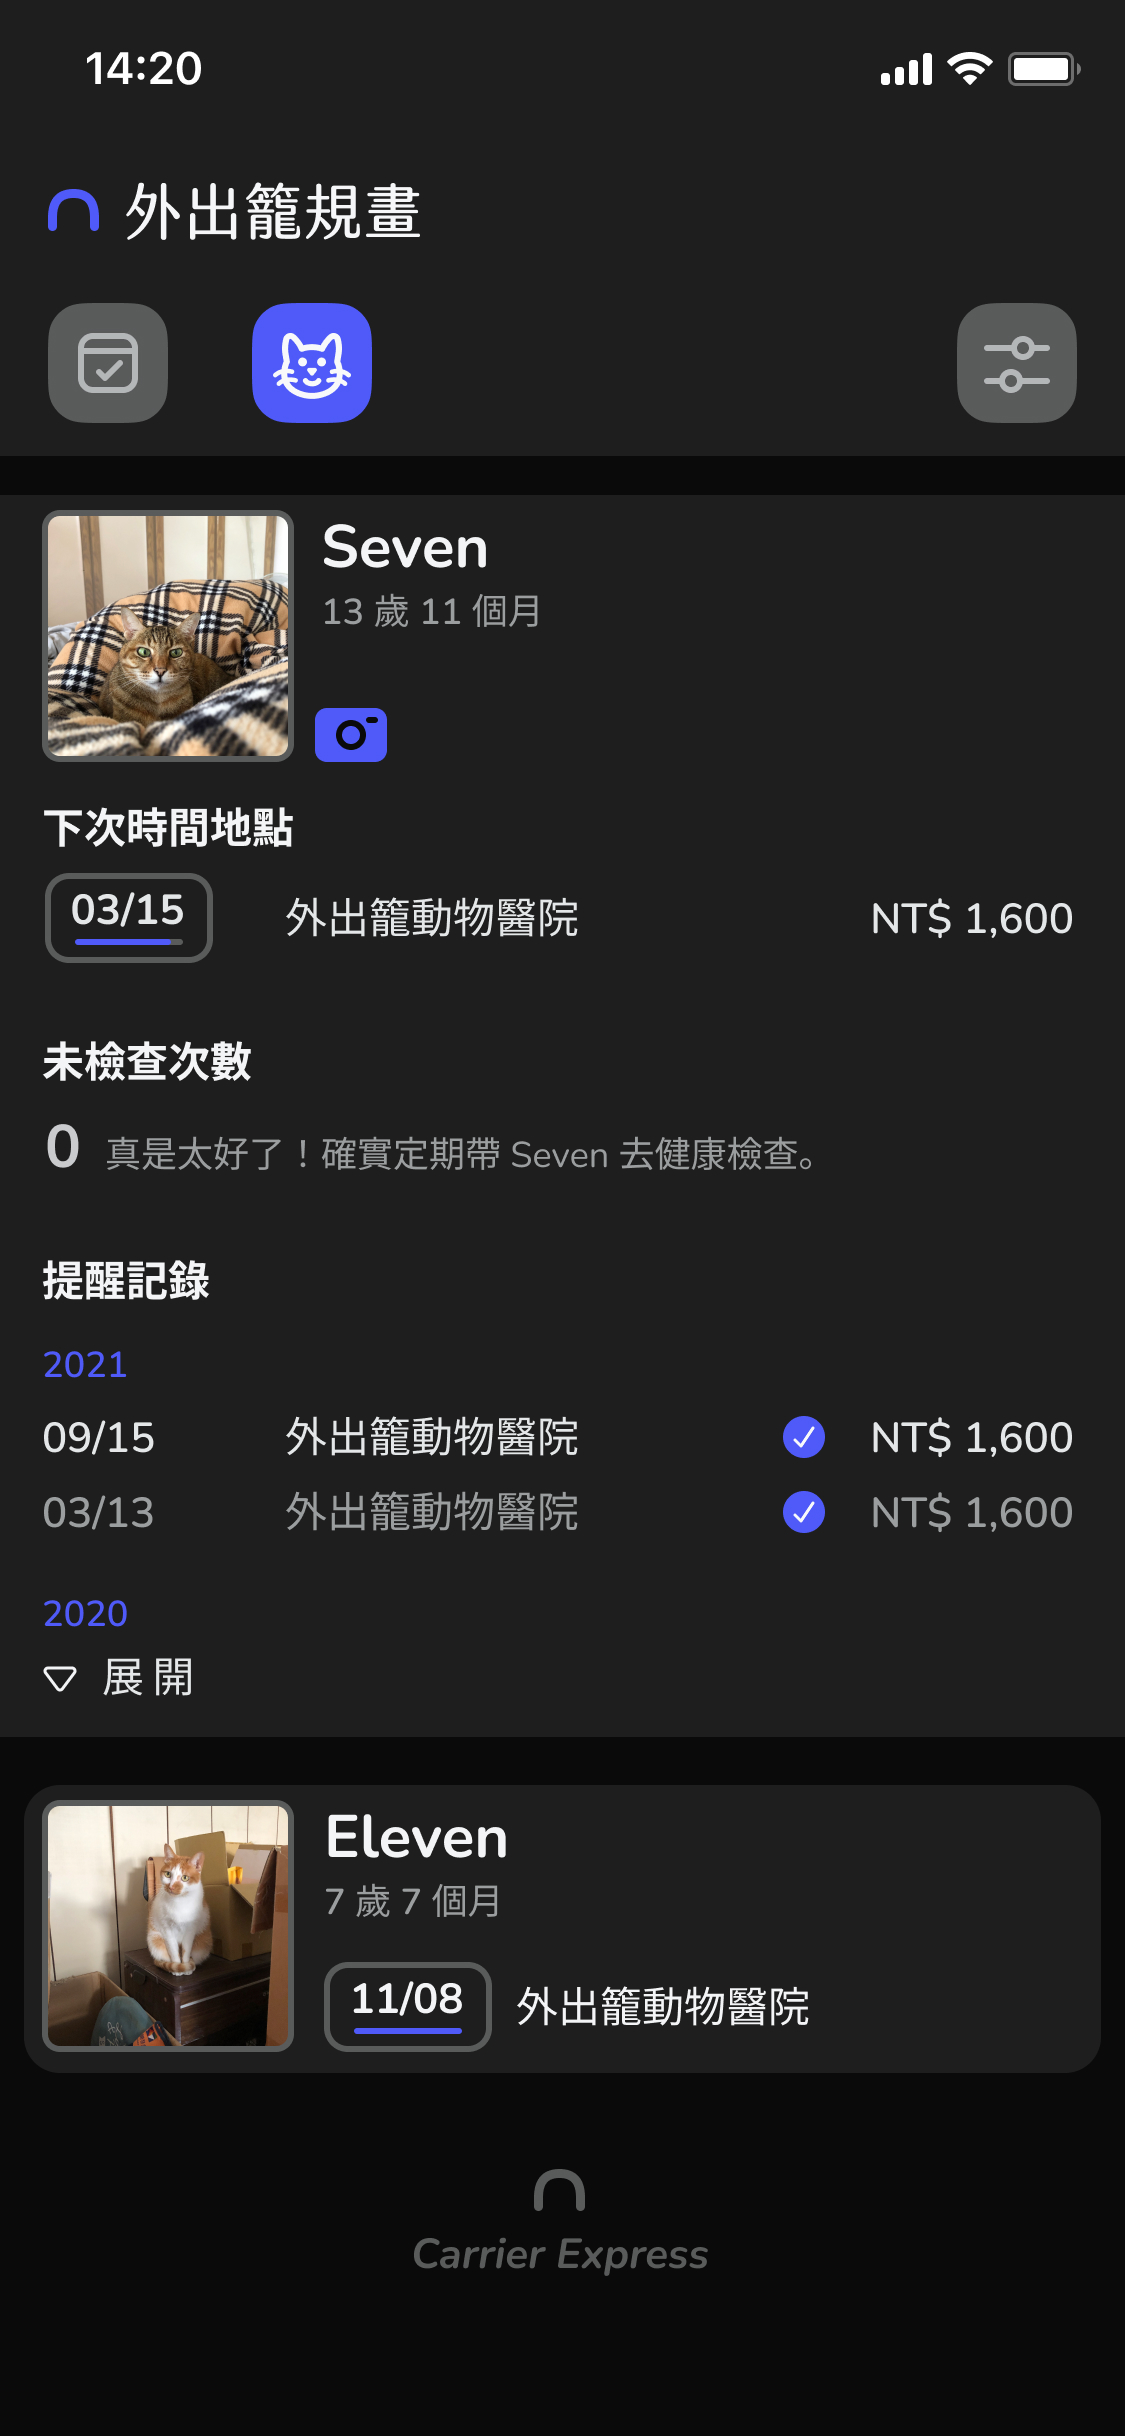 14:20
外出籠規畫
Seven
13 歲 11 個月
下次時間地點
03/15 外出籠動物醫院 NT$ 1,600
未檢查次數
0 真是太好了！確實定期帶 Seven 去健康檢查。
提醒記錄
2021
09/15 外出籠動物醫院 NT$ 1,600
03/13 外出籠動物醫院 NT$ 1,600
2020
展開
Eleven
7 歲 7 個月
11/08 外出籠動物醫院
Carrier Express